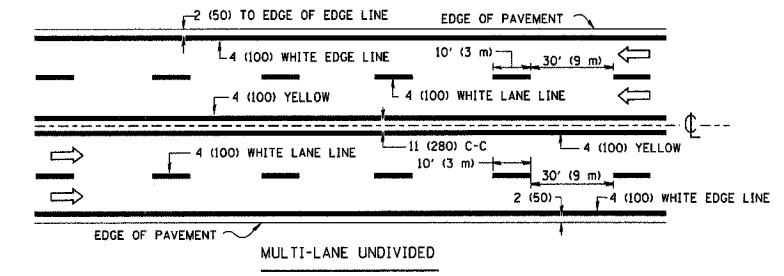 2 (50) TO EDGE OF EDGE LINE
EDGE OF PAVEMENT
4 (100) WHITE EDGE LINE
10' (3 m)
30' (9 m)
4 (100) YELLOW
4 (100) WHITE LANE LINE
℄
4 (100) WHITE LANE LINE
11 (280) C-C
4 (100) YELLOW
10' (3 m)
30' (9 m)
2 (50)
4 (100) WHITE EDGE LINE
EDGE OF PAVEMENT
MULTI-LANE UNDIVIDED